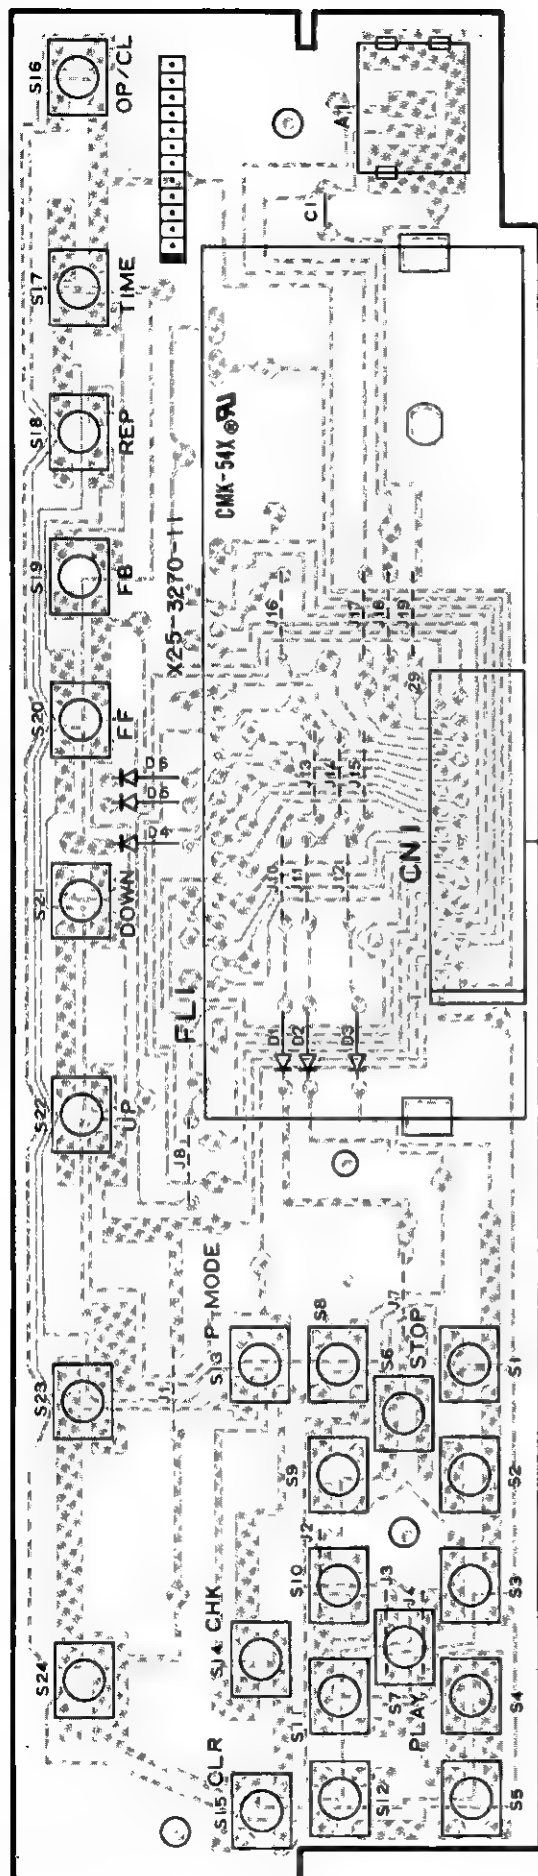 S16
OP/CL
S17
TIME
S18
REP
S19
FB
S20
FF
S21
DOWN
S22
UP
S23
S24
A1
C1
CMK-54X
X25-3270-11
J16
J17
J18
J19
29
D6
D5
D4
J13
J14
J15
CN1
J10
J11
J12
FL1
D1
D2
D3
J8
J1
S13 P-MODE
S8
J7
S6
STOP
S1
S9
J2
S2
S10
J3
J4
S3
S14 CHK
S7
PLAY
S11
S4
S15 CLR
S12
S5